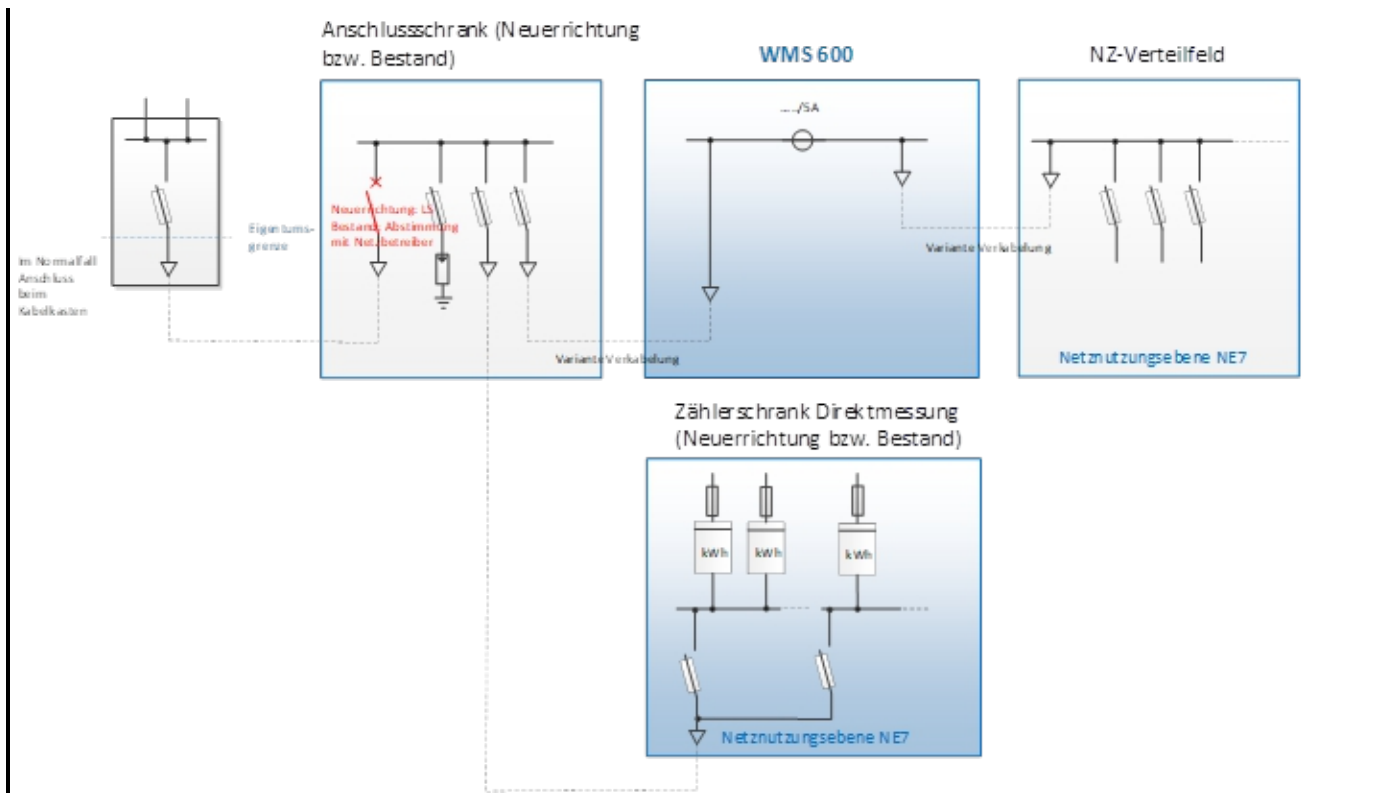 Anschlussschrank (Neuerrichtung
bzw. Bestand)
WMS 600
NZ-Verteilfeld
...../5A
Neuerrichtung: LS
Bestand: Abstimmung
mit Netzbetreiber
Eigentums-
grenze
Im Normalfall
Anschluss
beim
Kabelkasten
Variante Verkabelung
Variante Verkabelung
Netznutzungsebene NE7
Zählerschrank Direktmessung
(Neuerrichtung bzw. Bestand)
kWh
kWh
kWh
Netznutzungsebene NE7